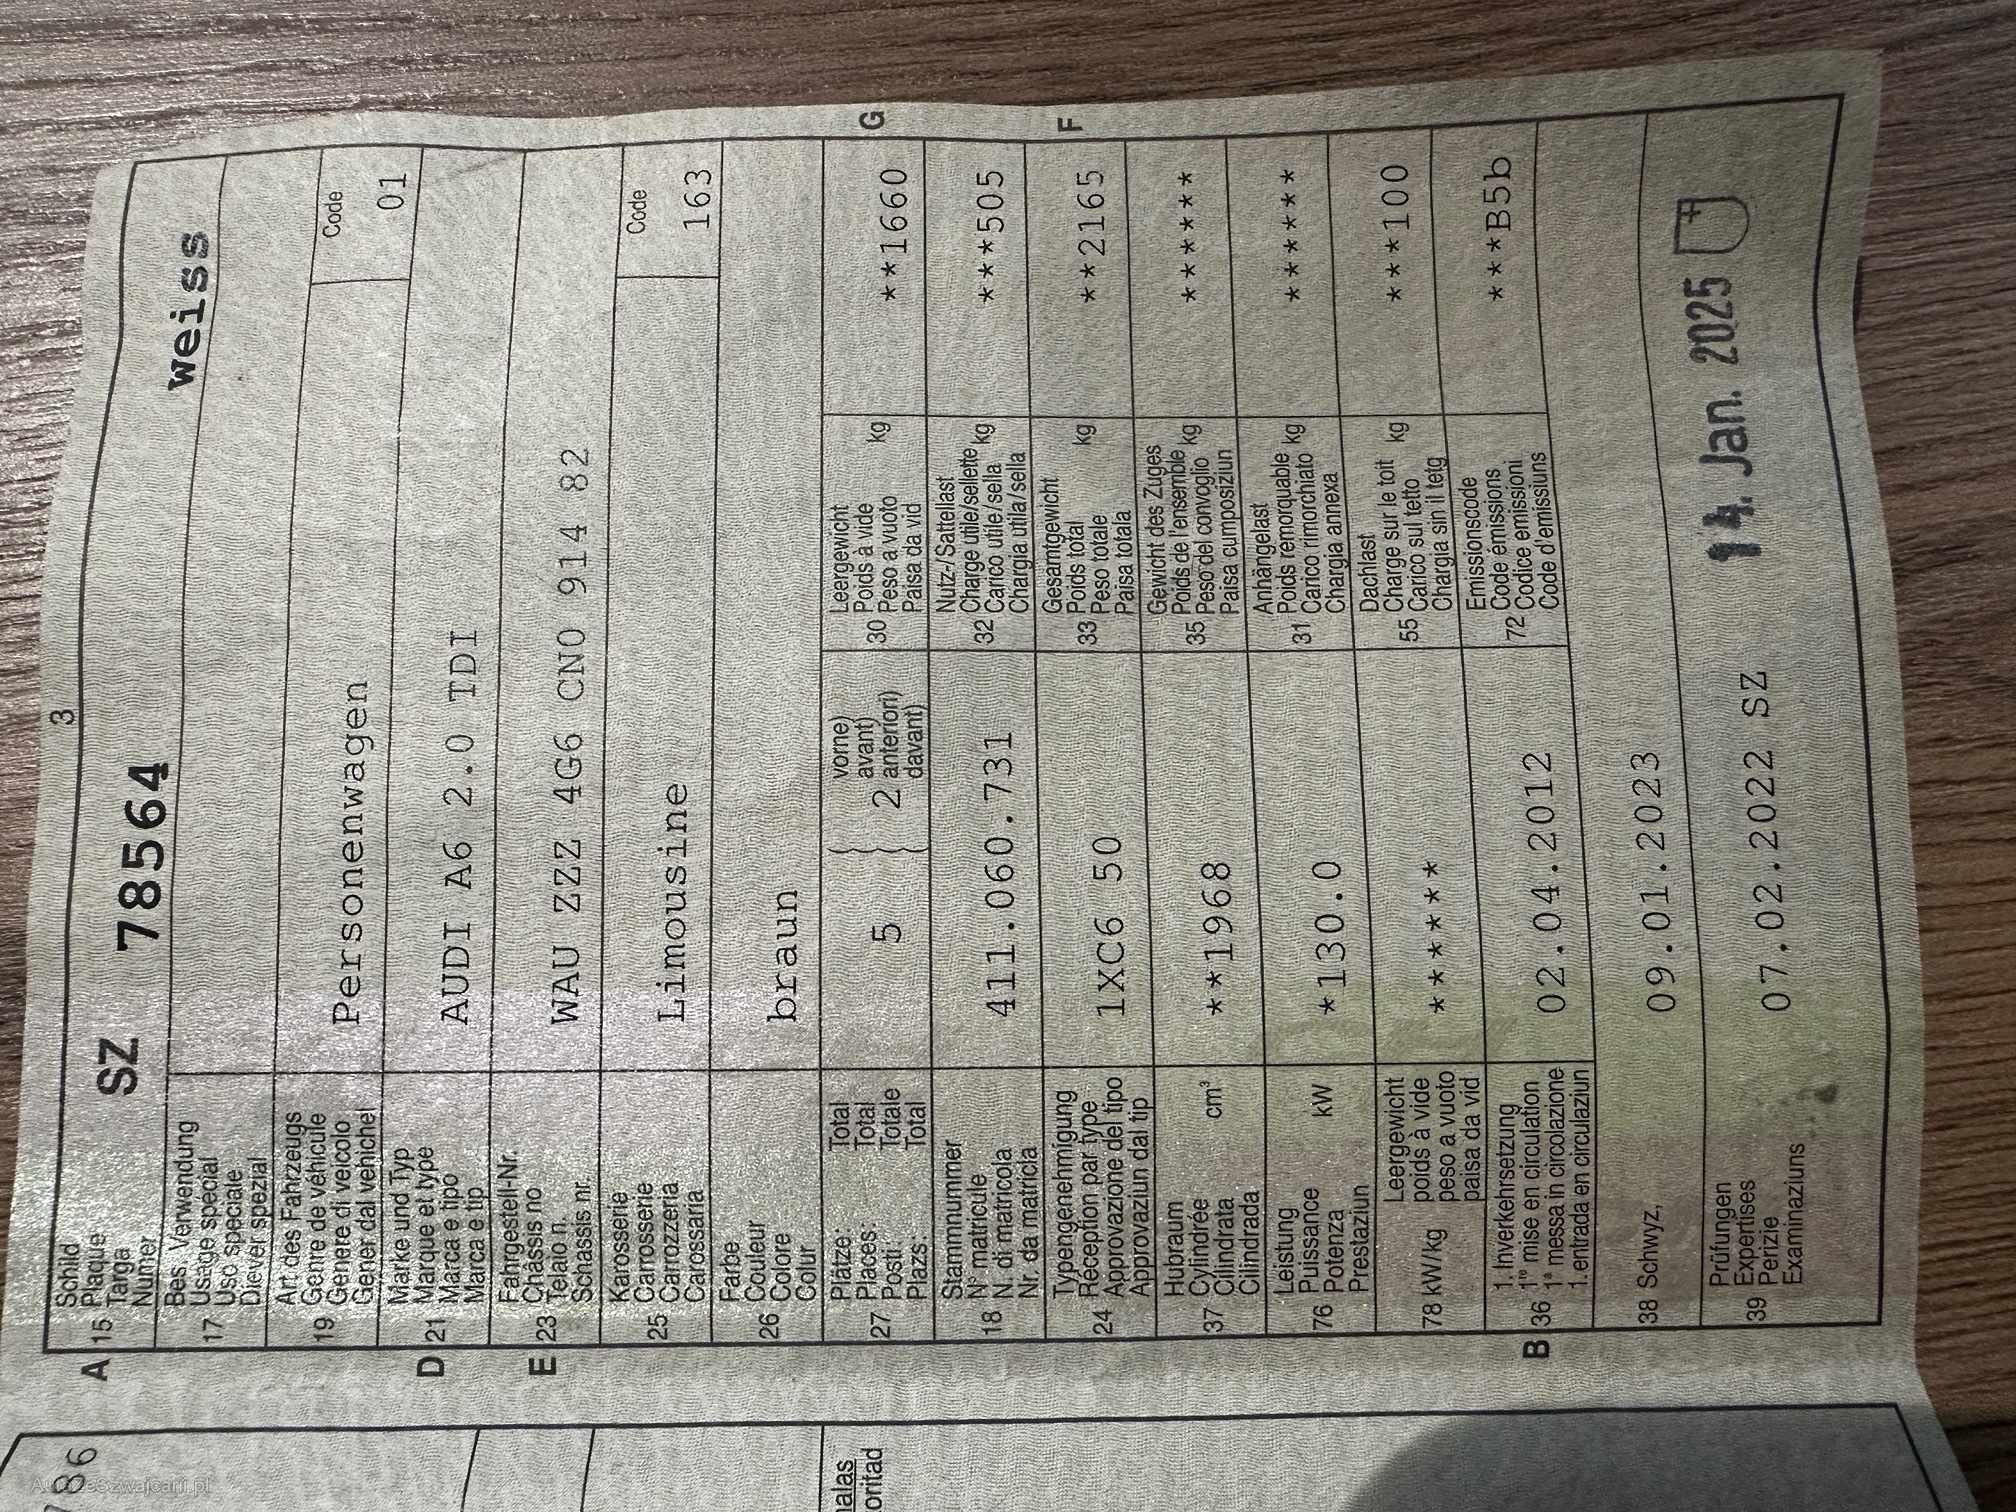 3
A 15 Schild
Plaque
Targa
Numer
SZ 78564 weiss
17 Bes. Verwendung
Usage spécial
Uso speciale
Diever spezial
19 Art des Fahrzeugs
Genre de véhicule
Genere di veicolo
Gener dal vehichel
Personenwagen
Code
01
D 21 Marke und Typ
Marque et type
Marca e tipo
Marca e tip
AUDI A6 2.0 TDI
E 23 Fahrgestell-Nr.
Châssis no
Telaio n.
Schassis nr.
WAU ZZZ 4G6 CN0 914 82
25 Karosserie
Carrosserie
Carrozzeria
Carossaria
Limousine
Code
163
26 Farbe
Couleur
Colore
Colur
braun
27 Plätze: Total
Places: Total
Posti: Totale
Plazs: Total
5 2 vorne)
avant)
anteriori)
davant)
30 Leergewicht
Poids à vide
Peso a vuoto
Paisa da vid
kg **1660 G
18 Stammnummer
N° matricule
N. di matricola
Nr. da matricla
411.060.731
32 Nutz-/Sattellast
Charge utile/sellette
Carico utile/sella
Chargia utila/sella
kg ***505
24 Typengenehmigung
Réception par type
Approvazione del tipo
Approvaziun dal tip
1XC6 50
33 Gesamtgewicht
Poids total
Peso totale
Paisa totala
kg **2165 F
37 Hubraum
Cylindrée
Cilindrata
Cilindrada
cm³ **1968
35 Gewicht des Zuges
Poids de l'ensemble
Peso del convoglio
Paisa cumposiziun
kg ******
76 Leistung
Puissance
Potenza
Prestaziun
kW *130.0
31 Anhängelast
Poids remorquable
Carico rimorchiato
Chargia annexa
kg ******
78 kW/kg Leergewicht
poids à vide
peso a vuoto
paisa da vid
******
55 Dachlast
Charge sur le toit
Carico sul tetto
Chargia sin il tetg
kg ***100
B 36 1. Inverkehrsetzung
1re mise en circulation
1a messa in circolazione
1. entrada en circulaziun
02.04.2012
72 Emissionscode
Code émissions
Codice emissioni
Code d'emissiuns
***B5b
38 Schwyz,
09.01.2023
39 Prüfungen
Expertises
Perizie
Examinaziuns
07.02.2022 SZ
14. Jan. 2025
786
alas
oritad
AutazeSzwajcarii.pl